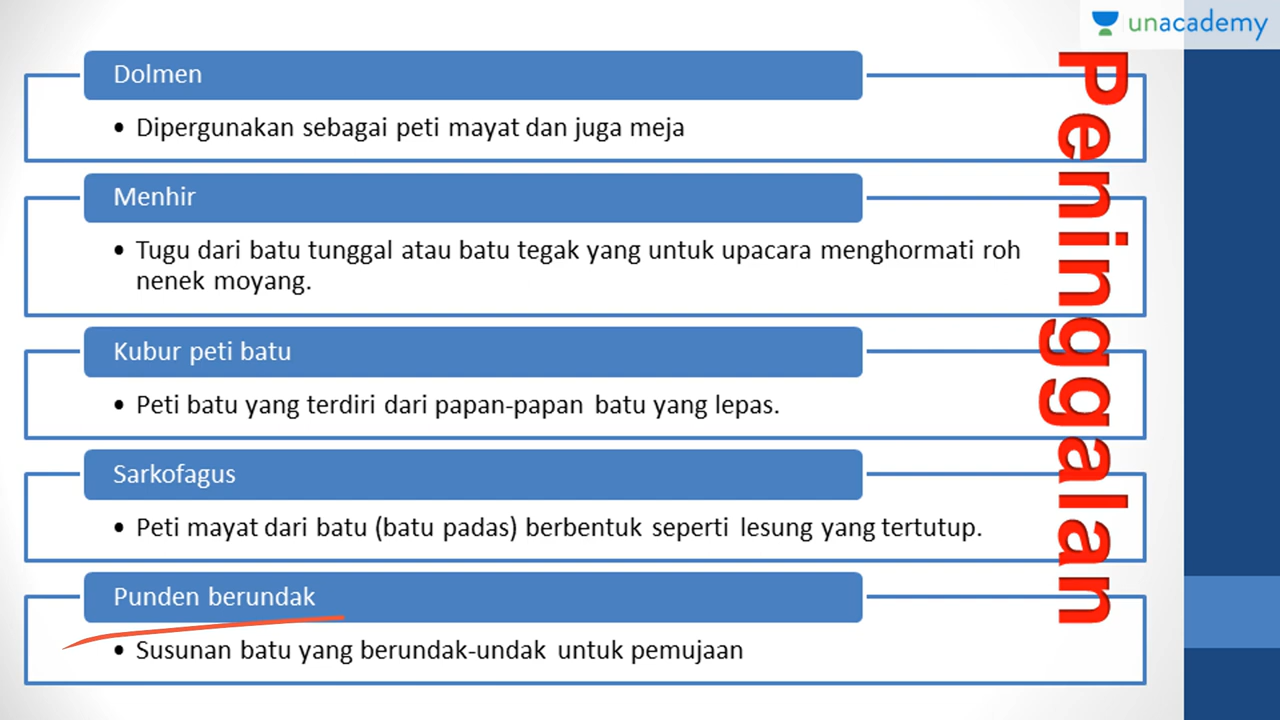 unacademy
Dolmen
• Dipergunakan sebagai peti mayat dan juga meja
Menhir
• Tugu dari batu tunggal atau batu tegak yang untuk upacara menghormati roh
nenek moyang.
Kubur peti batu
• Peti batu yang terdiri dari papan-papan batu yang lepas.
Sarkofagus
• Peti mayat dari batu (batu padas) berbentuk seperti lesung yang tertutup.
Punden berundak
• Susunan batu yang berundak-undak untuk pemujaan
Peninggalan